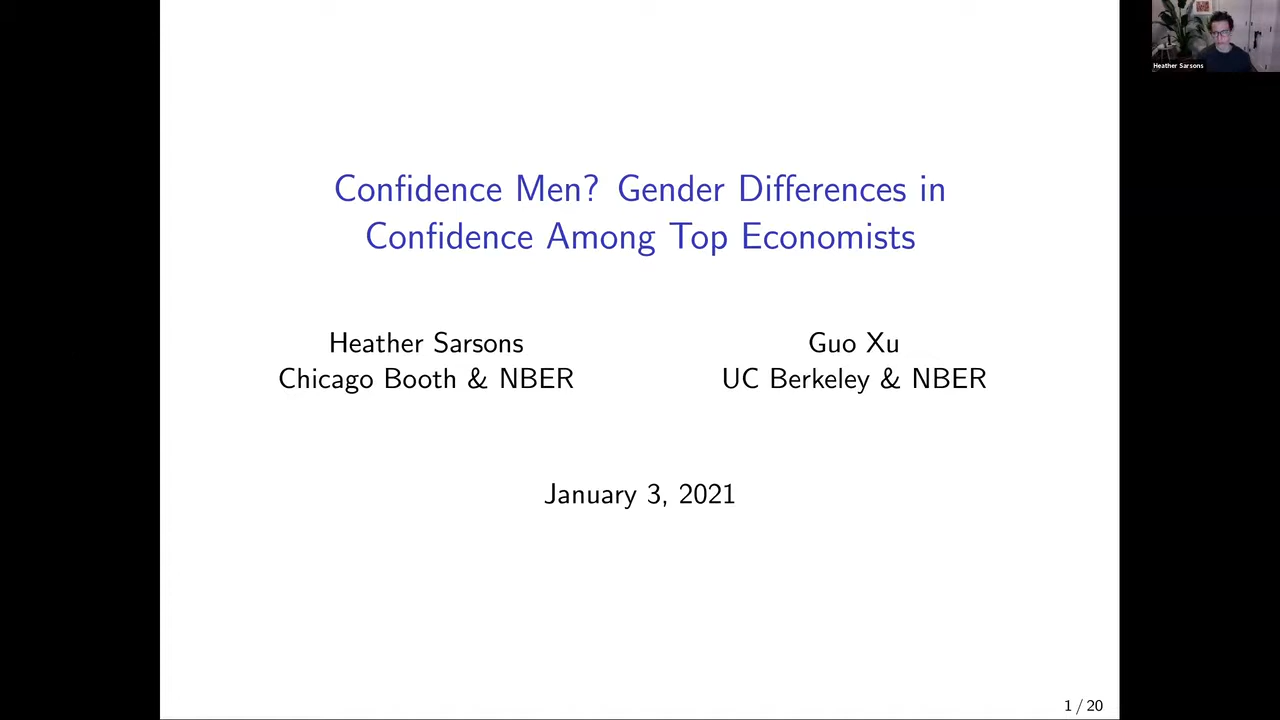 Heather Sarsons
Confidence Men? Gender Differences in
Confidence Among Top Economists
Heather Sarsons
Chicago Booth & NBER
Guo Xu
UC Berkeley & NBER
January 3, 2021
1 / 20